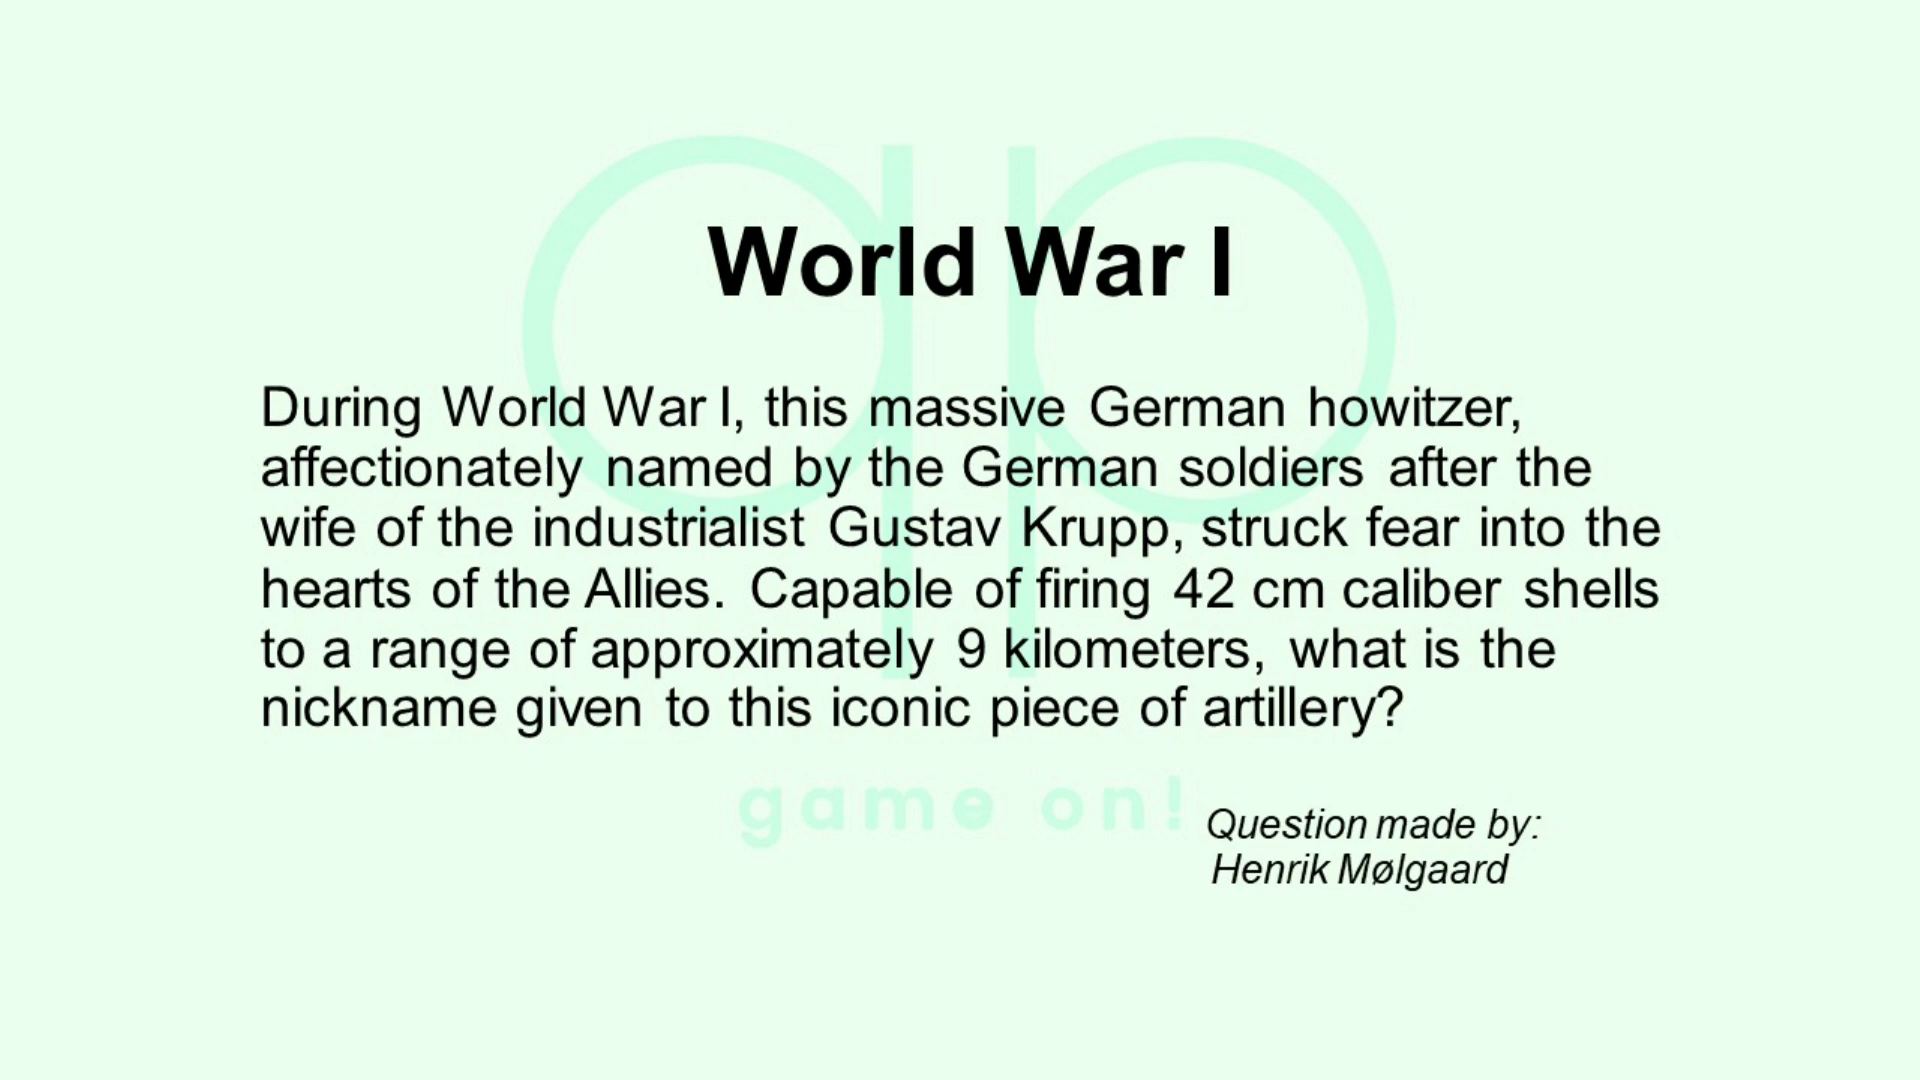 World War I
During World War I, this massive German howitzer,
affectionately named by the German soldiers after the
wife of the industrialist Gustav Krupp, struck fear into the
hearts of the Allies. Capable of firing 42 cm caliber shells
to a range of approximately 9 kilometers, what is the
nickname given to this iconic piece of artillery?
game on!
Question made by:
Henrik Mølgaard